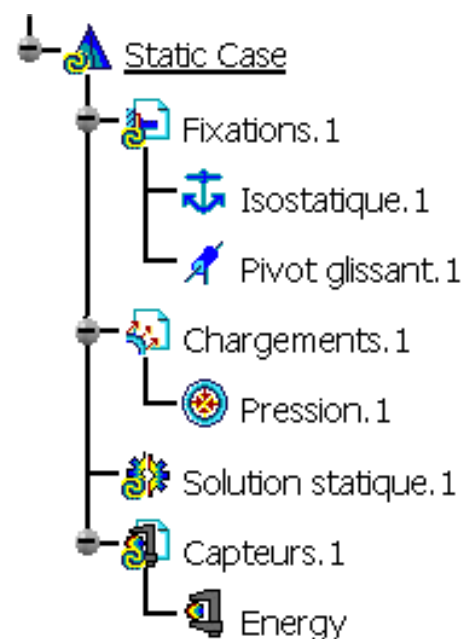 Static Case
Fixations.1
Isostatique.1
Pivot glissant.1
Chargements.1
Pression.1
Solution statique.1
Capteurs.1
Energy